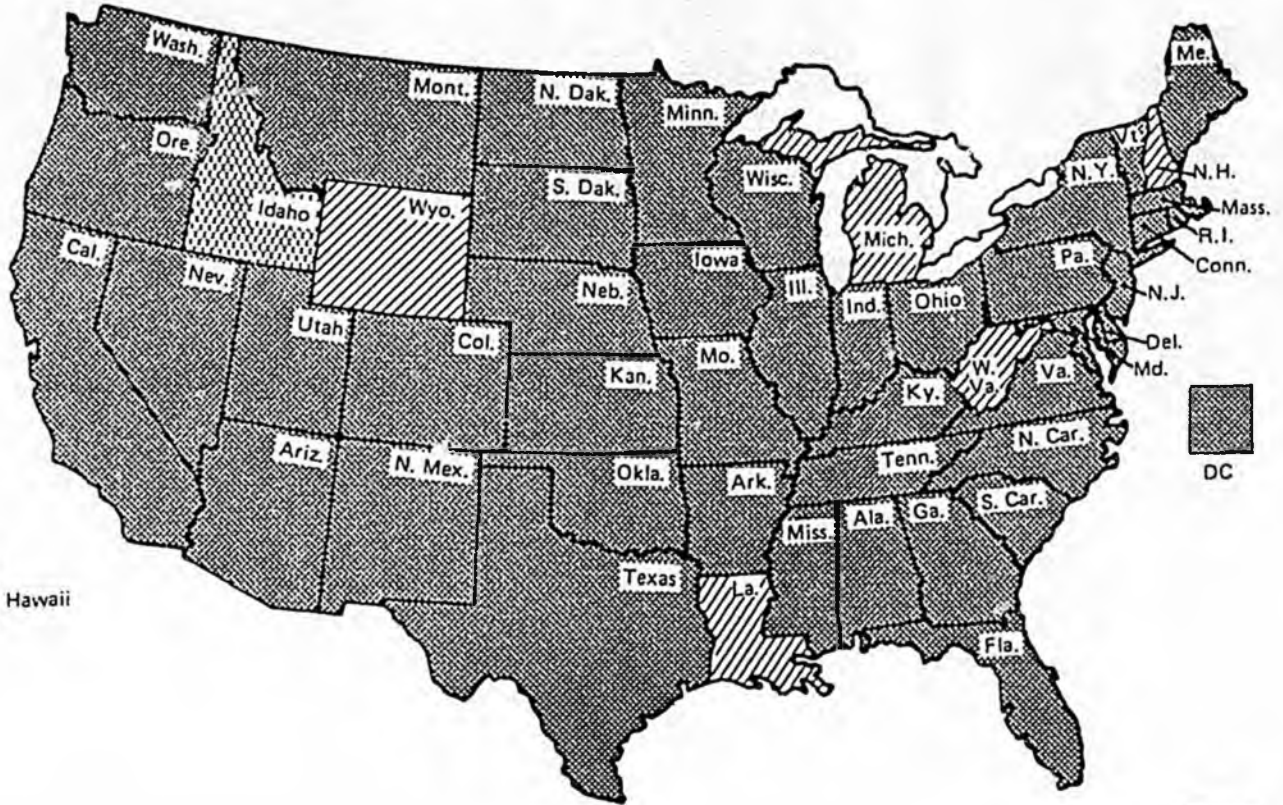 Wash.
Mont.
N. Dak.
Minn.
Me.
Ore.
Idaho
Wyo.
S. Dak.
Wisc.
Mich.
N.Y.
Vt.
N.H.
Mass.
R.I.
Conn.
Cal.
Nev.
Utah
Col.
Neb.
Iowa
Ill.
Ind.
Ohio
Pa.
N.J.
Del.
Md.
Kan.
Mo.
Ky.
W.
Va.
Va.
DC
Ariz.
N. Mex.
Okla.
Ark.
Tenn.
N. Car.
S. Car.
Miss.
Ala.
Ga.
Texas
La.
Fla.
Hawaii